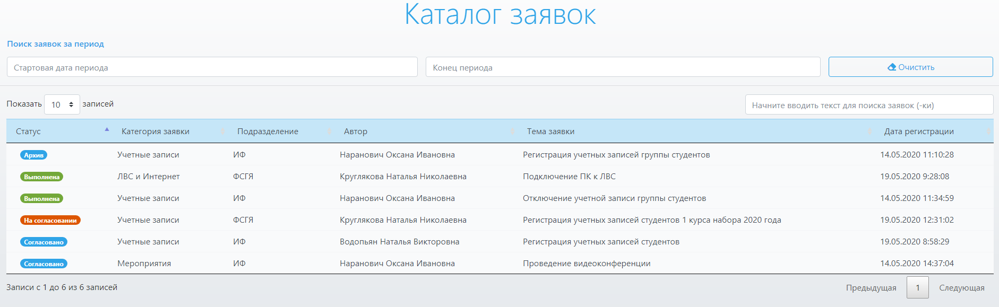 Каталог заявок
Поиск заявок за период
Стартовая дата периода Конец периода Очистить
Показать 10 записей Начните вводить текст для поиска заявок (-ки)
Статус Категория заявки Подразделение Автор Тема заявки Дата регистрации
Архив Учетные записи ИФ Наранович Оксана Ивановна Регистрация учетных записей группы студентов 14.05.2020 11:10:28
Выполнена ЛВС и Интернет ФСГЯ Круглякова Наталья Николаевна Подключение ПК к ЛВС 19.05.2020 9:28:08
Выполнена Учетные записи ИФ Наранович Оксана Ивановна Отключение учетной записи группы студентов 14.05.2020 11:34:59
На согласовании Учетные записи ФСГЯ Круглякова Наталья Николаевна Регистрация учетных записей студентов 1 курса набора 2020 года 19.05.2020 12:31:02
Согласовано Учетные записи ИФ Водопьян Наталья Викторовна Регистрация учетных записей студентов 19.05.2020 8:58:29
Согласовано Мероприятия ИФ Наранович Оксана Ивановна Проведение видеоконференции 14.05.2020 14:37:04
Записи с 1 до 6 из 6 записей Предыдущая 1 Следующая